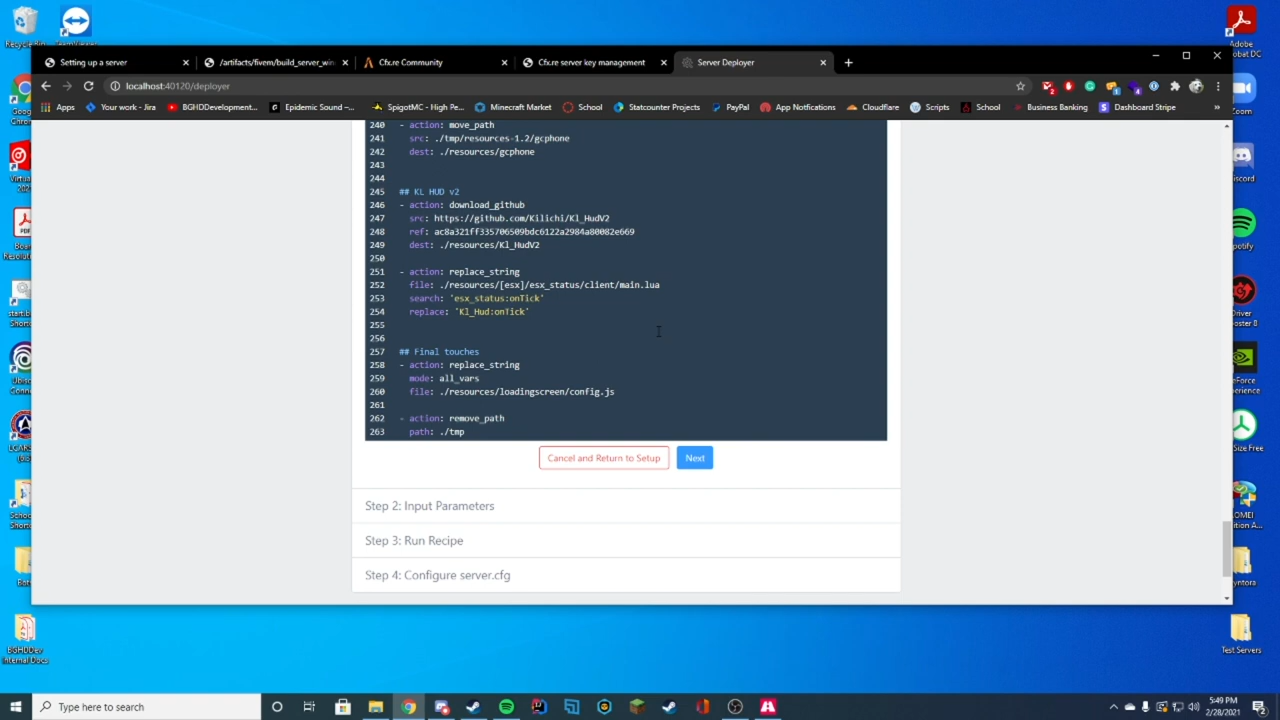 Recycle Bin
TeamViewer
Adobe
Setting up a server
/artifacts/fivem/build_server_win
Cfx.re Community
Cfx.re server key management
Server Deployer
localhost:40120/deployer
Apps
Your work - Jira
BGHDDevelopment...
Epidemic Sound –...
SpigotMC - High Pe...
Minecraft Market
School
Statcounter Projects
PayPal
App Notifications
Cloudflare
Scripts
School
Business Banking
Dashboard Stripe
»
240 - action: move_path
241 src: ./tmp/resources-1.2/gcphone
242 dest: ./resources/gcphone
243
244
245 ## KL HUD v2
246 - action: download_github
247 src: https://github.com/Kilichi/Kl_HudV2
248 ref: ac8a321ff335706509bdc6122a2984a80082e669
249 dest: ./resources/Kl_HudV2
250
251 - action: replace_string
252 file: ./resources/[esx]/esx_status/client/main.lua
253 search: 'esx_status:onTick'
254 replace: 'Kl_Hud:onTick'
255
256
257 ## Final touches
258 - action: replace_string
259 mode: all_vars
260 file: ./resources/loadingscreen/config.js
261
262 - action: remove_path
263 path: ./tmp
Cancel and Return to Setup
Next
Step 2: Input Parameters
Step 3: Run Recipe
Step 4: Configure server.cfg
Zoom
BGHDDev
Internal Docs
Test Servers
Type here to search
5:49 PM
2/28/2021
2